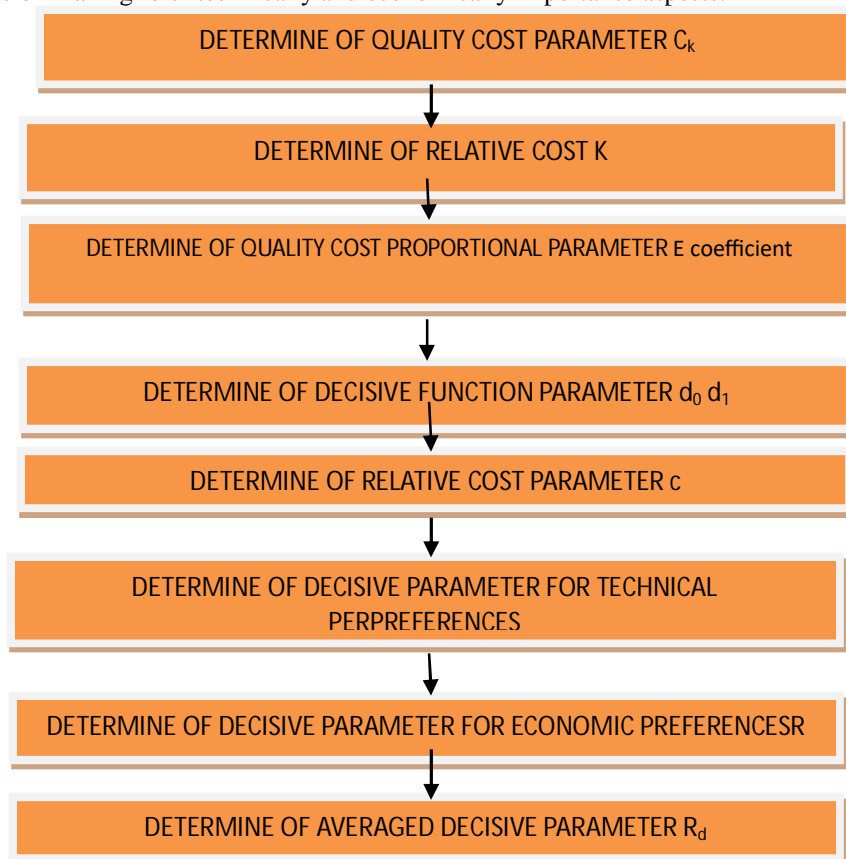 DETERMINE OF QUALITY COST PARAMETER Cₖ
DETERMINE OF RELATIVE COST K
DETERMINE OF QUALITY COST PROPORTIONAL PARAMETER E coefficient
DETERMINE OF DECISIVE FUNCTION PARAMETER d₀ d₁
DETERMINE OF RELATIVE COST PARAMETER c
DETERMINE OF DECISIVE PARAMETER FOR TECHNICAL
PERPREFERENCES
DETERMINE OF DECISIVE PARAMETER FOR ECONOMIC PREFERENCESR
DETERMINE OF AVERAGED DECISIVE PARAMETER R_d